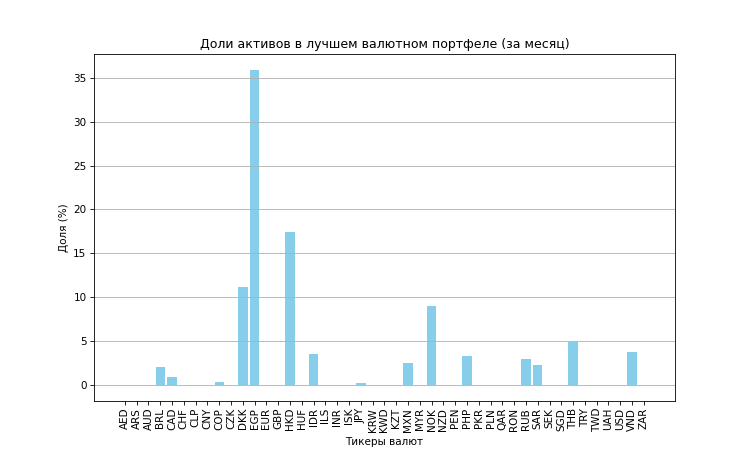 Доли активов в лучшем валютном портфеле (за месяц)
Доля (%)
35
30
25
20
15
10
5
0
AED ARS AUD BRL CAD CHF CLP CNY COP CZK DKK EGP EUR GBP HKD HUF IDR ILS INR ISK JPY KRW KWD KZT MXN MYR NOK NZD PEN PHP PKR PLN QAR RON RUB SAR SEK SGD THB TRY TWD UAH USD VND ZAR
Тикеры валют